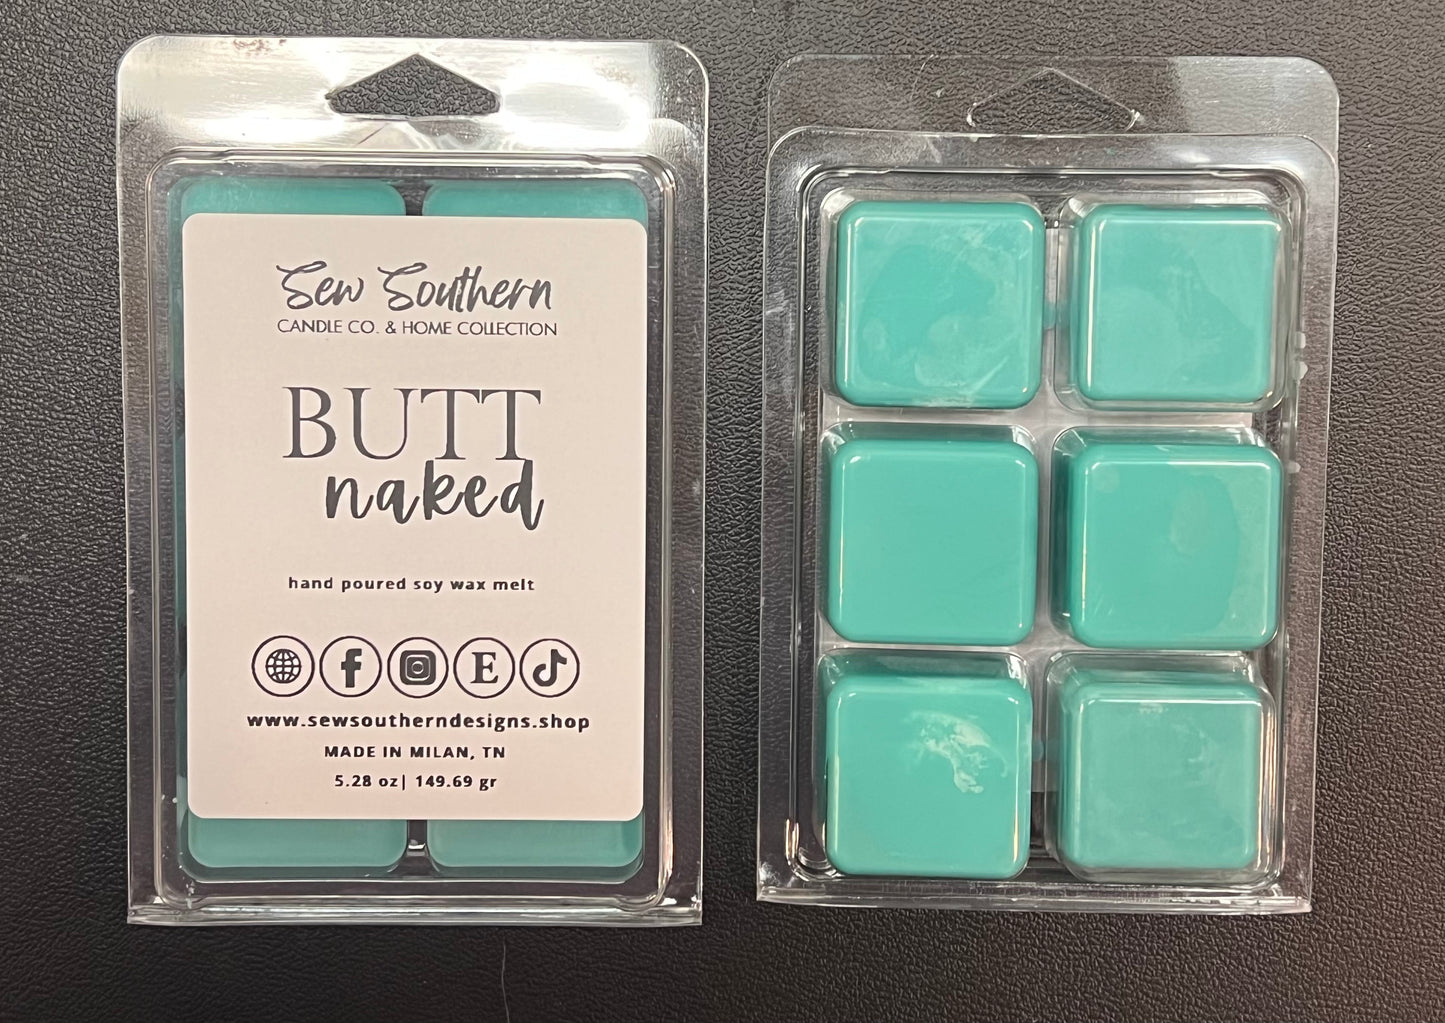 Sew Southern
CANDLE CO. & HOME COLLECTION
BUTT
naked
hand poured soy wax melt
f E
www.sewsoutherndesigns.shop
MADE IN MILAN, TN
5.28 oz| 149.69 gr